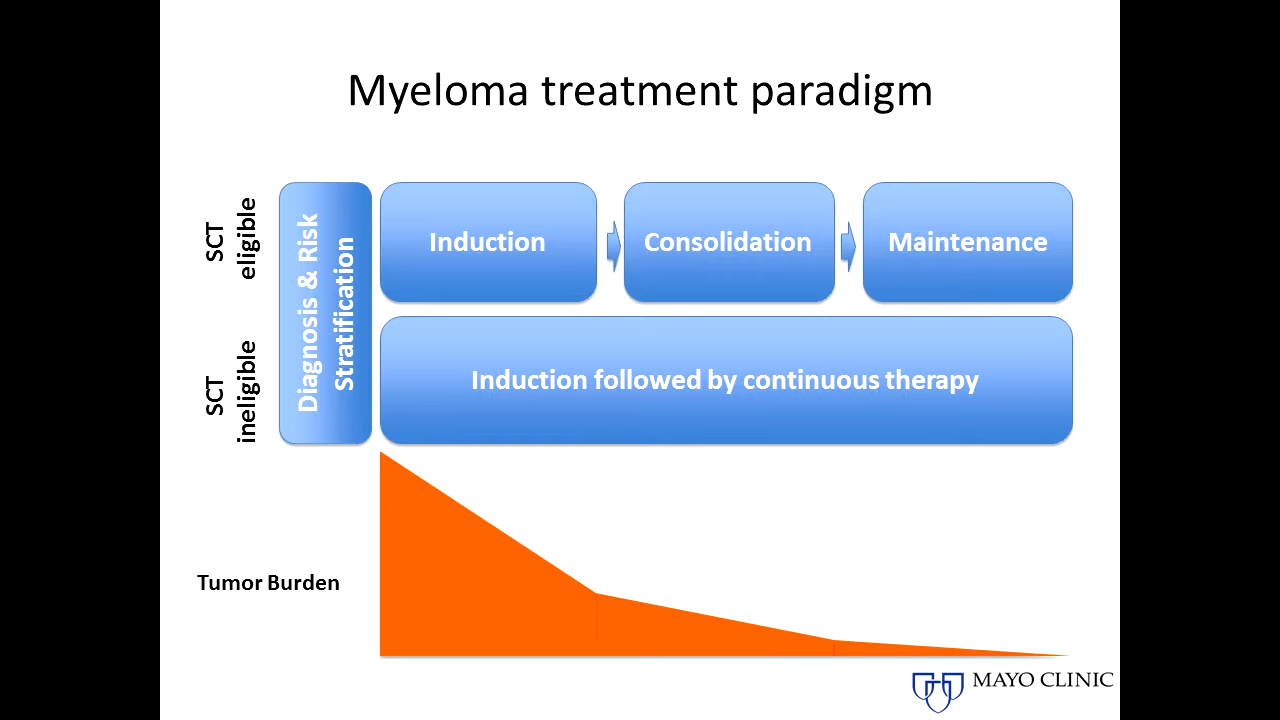 Myeloma treatment paradigm
SCT
eligible
Diagnosis & Risk
Stratification
Induction
Consolidation
Maintenance
SCT
ineligible
Induction followed by continuous therapy
Tumor Burden
MAYO CLINIC